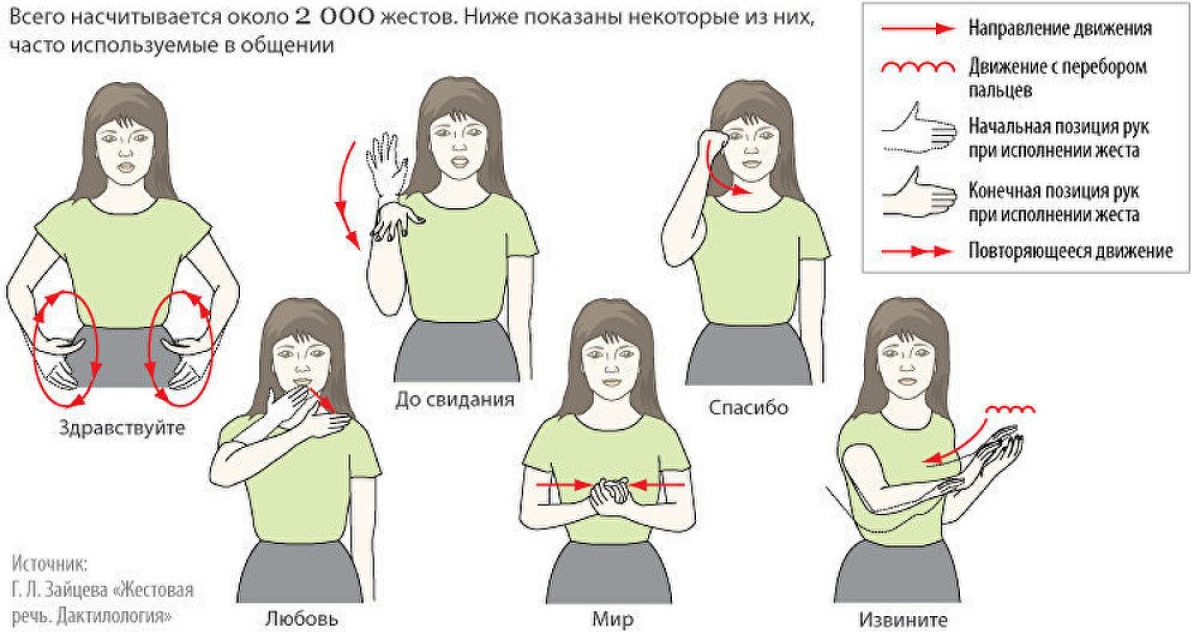 Всего насчитывается около 2 000 жестов. Ниже показаны некоторые из них,
часто используемые в общении
Направление движения
Движение с перебором
пальцев
Начальная позиция рук
при исполнении жеста
Конечная позиция рук
при исполнении жеста
Повторяющееся движение
Здравствуйте
До свидания
Спасибо
Любовь
Мир
Извините
Источник:
Г. Л. Зайцева «Жестовая
речь. Дактилология»